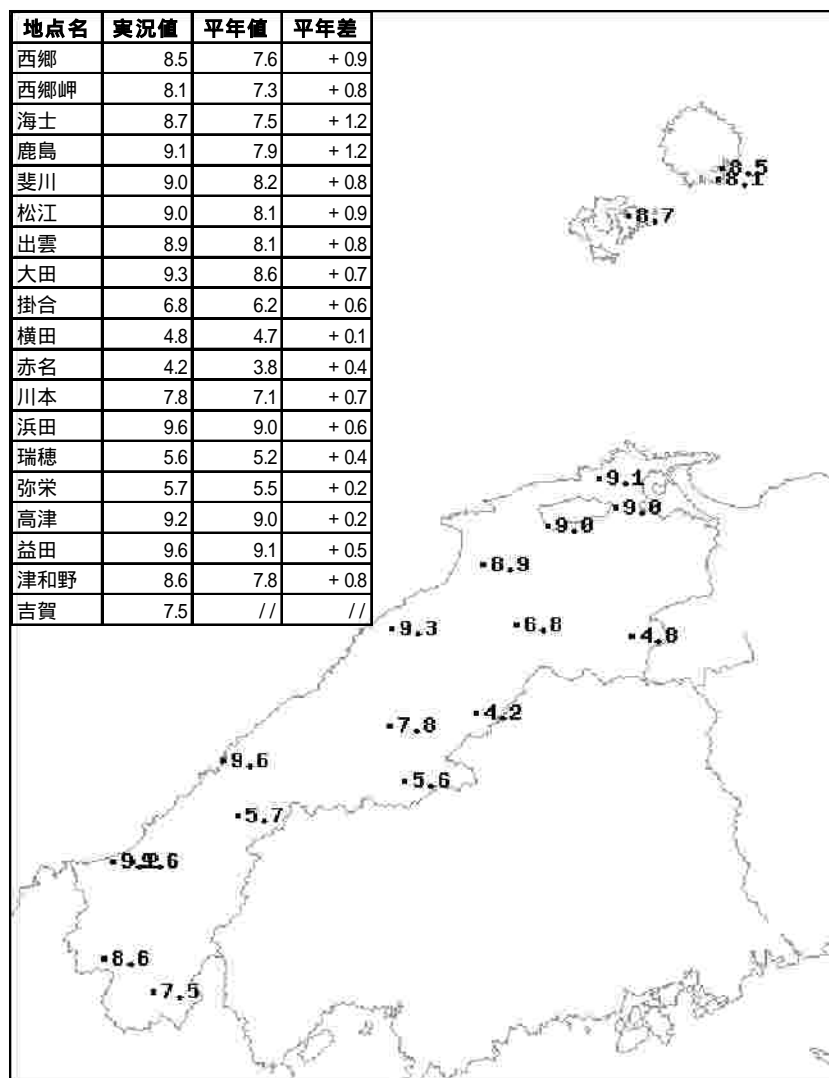 地点名 実況値 平年値 平年差
西郷 8.5 7.6 +0.9
西郷岬 8.1 7.3 +0.8
海士 8.7 7.5 +1.2
鹿島 9.1 7.9 +1.2
斐川 9.0 8.2 +0.8
松江 9.0 8.1 +0.9
出雲 8.9 8.1 +0.8
大田 9.3 8.6 +0.7
掛合 6.8 6.2 +0.6
横田 4.8 4.7 +0.1
赤名 4.2 3.8 +0.4
川本 7.8 7.1 +0.7
浜田 9.6 9.0 +0.6
瑞穂 5.6 5.2 +0.4
弥栄 5.7 5.5 +0.2
高津 9.2 9.0 +0.2
益田 9.6 9.1 +0.5
津和野 8.6 7.8 +0.8
吉賀 7.5 // //
8.5
8.1
8.7
9.1
9.0
9.0
8.9
9.3 6.8 4.8
4.2
7.8
9.6
5.6
5.7
8.6
7.5